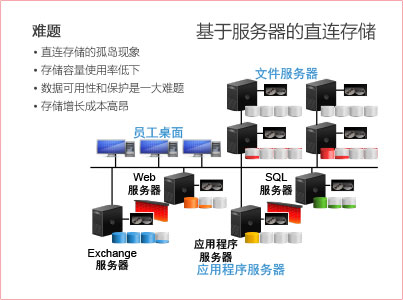 难题
基于服务器的直连存储
• 直连存储的孤岛现象
• 存储容量使用率低下
• 数据可用性和保护是一大难题
• 存储增长成本高昂
文件服务器
员工桌面
Web
服务器
SQL
服务器
Exchange
服务器
应用程序
服务器
应用程序服务器